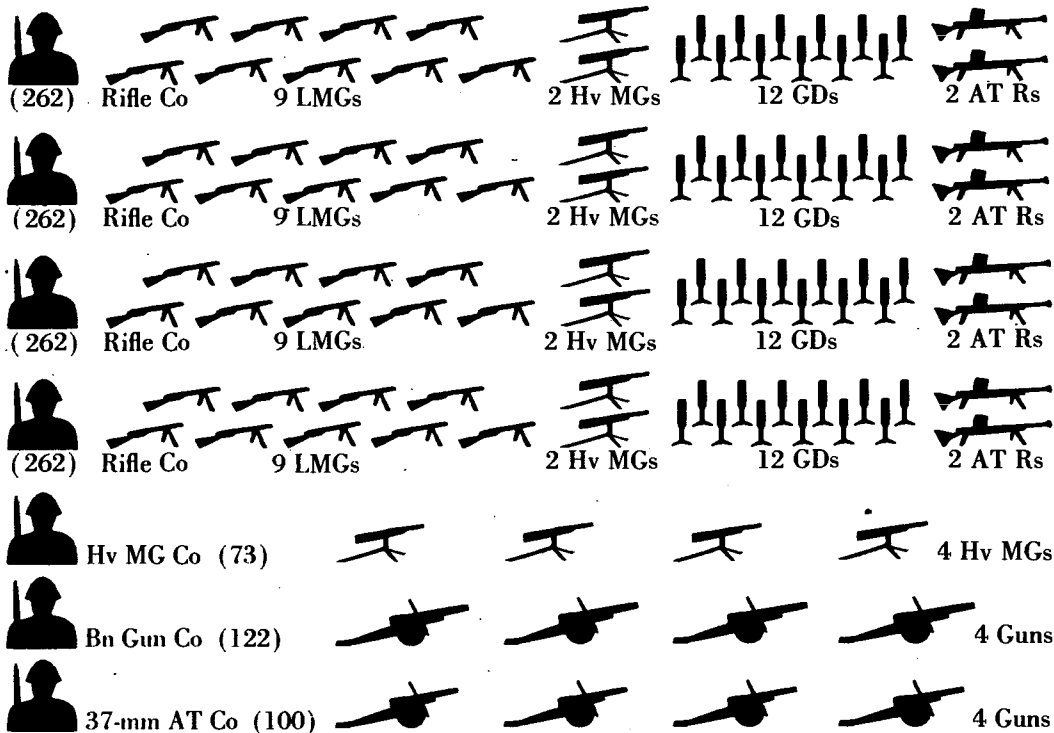 (262) Rifle Co 9 LMGs 2 Hv MGs 12 GDs 2 AT Rs
(262) Rifle Co 9 LMGs 2 Hv MGs 12 GDs 2 AT Rs
(262) Rifle Co 9 LMGs 2 Hv MGs 12 GDs 2 AT Rs
(262) Rifle Co 9 LMGs 2 Hv MGs 12 GDs 2 AT Rs
Hv MG Co (73) 4 Hv MGs
Bn Gun Co (122) 4 Guns
37-mm AT Co (100) 4 Guns